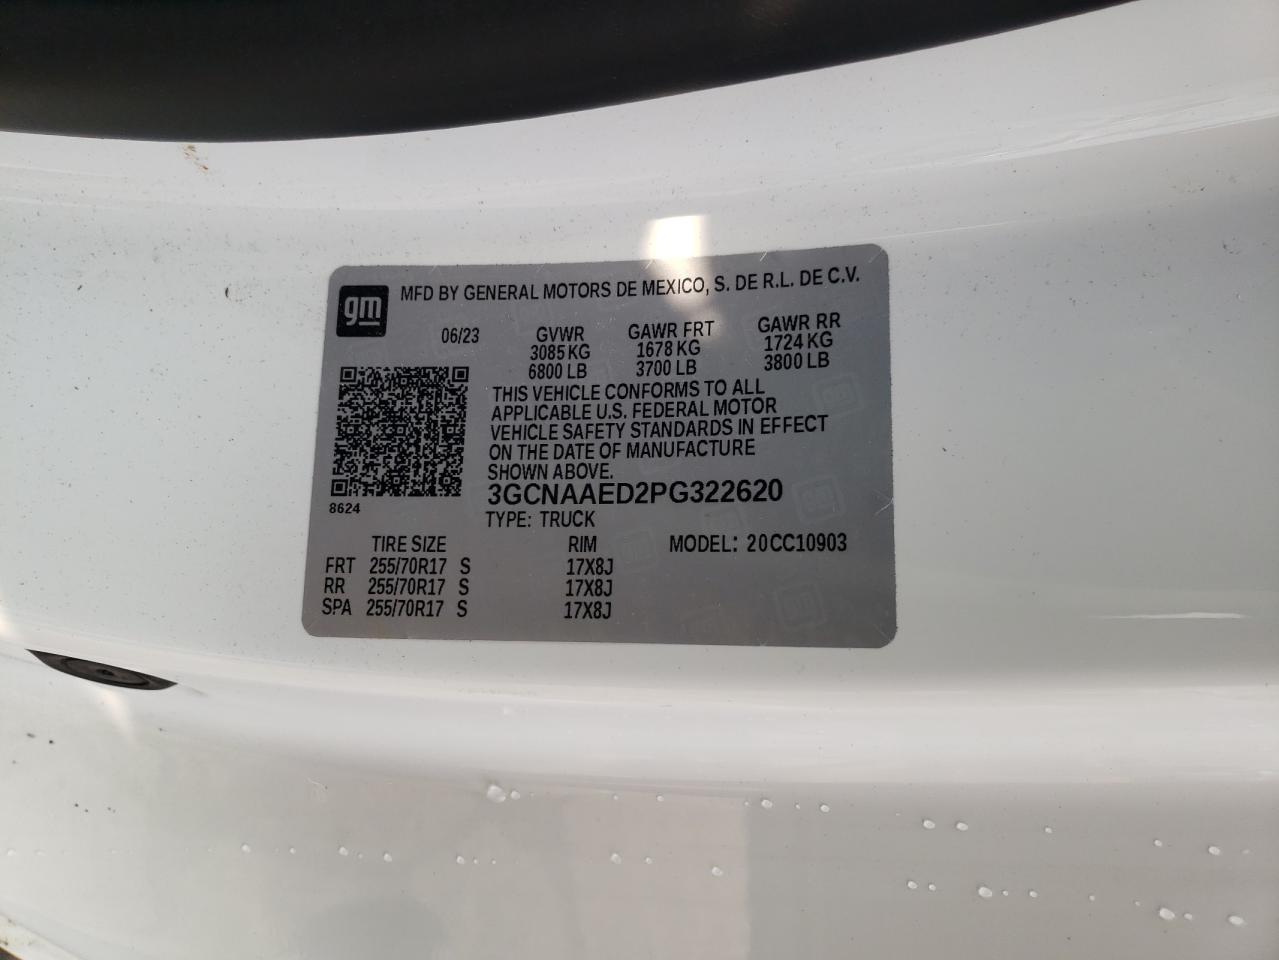 gm
MFD BY GENERAL MOTORS DE MEXICO, S. DE R.L. DE C.V.
06/23 GVWR GAWR FRT GAWR RR
3085 KG 1678 KG 1724 KG
6800 LB 3700 LB 3800 LB
THIS VEHICLE CONFORMS TO ALL
APPLICABLE U.S. FEDERAL MOTOR
VEHICLE SAFETY STANDARDS IN EFFECT
ON THE DATE OF MANUFACTURE
SHOWN ABOVE.
3GCNAAED2PG322620
8624
TYPE: TRUCK
TIRE SIZE RIM MODEL: 20CC10903
FRT 255/70R17 S 17X8J
RR 255/70R17 S 17X8J
SPA 255/70R17 S 17X8J